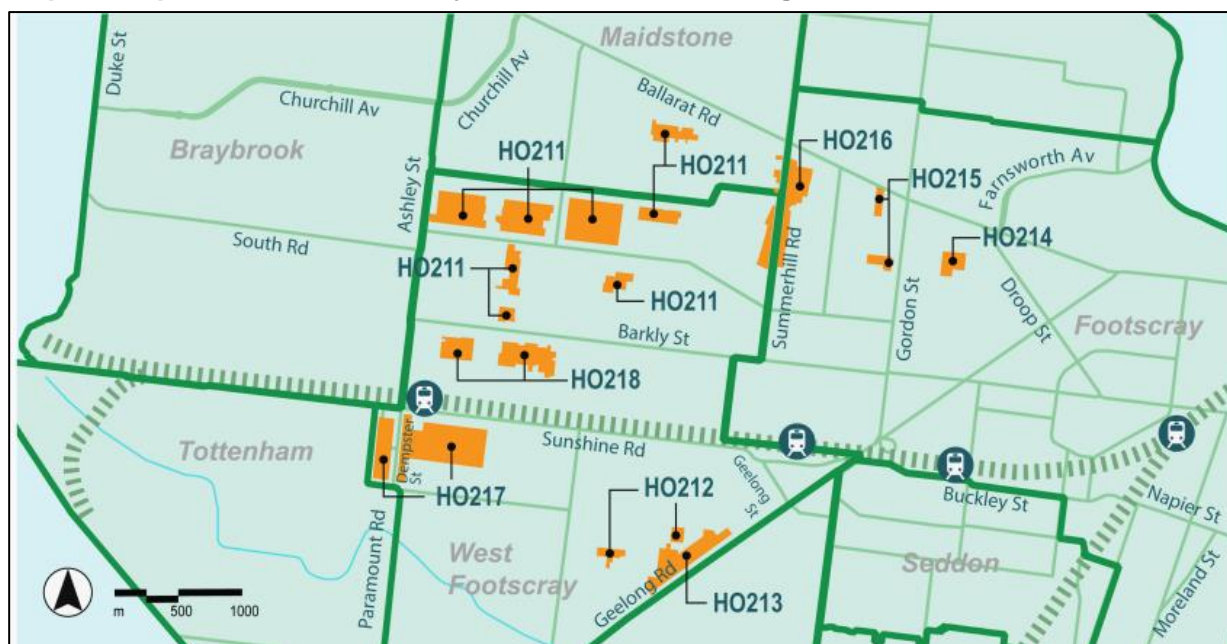 Maidstone
Duke St
Churchill Av
Churchill Av
Ballarat Rd
HO216
Braybrook
HO211
HO211
HO215
Farnsworth Av
Ashley St
South Rd
HO214
HO211
HO211
Summerhill Rd
Gordon St
Droop St
Footscray
Barkly St
HO218
Tottenham
Dempster St
Sunshine Rd
Geelong St
HO217
HO212
Buckley St
Napier St
Paramount Rd
West
Footscray
Seddon
Geelong Rd
HO213
Moreland St
m 500 1000